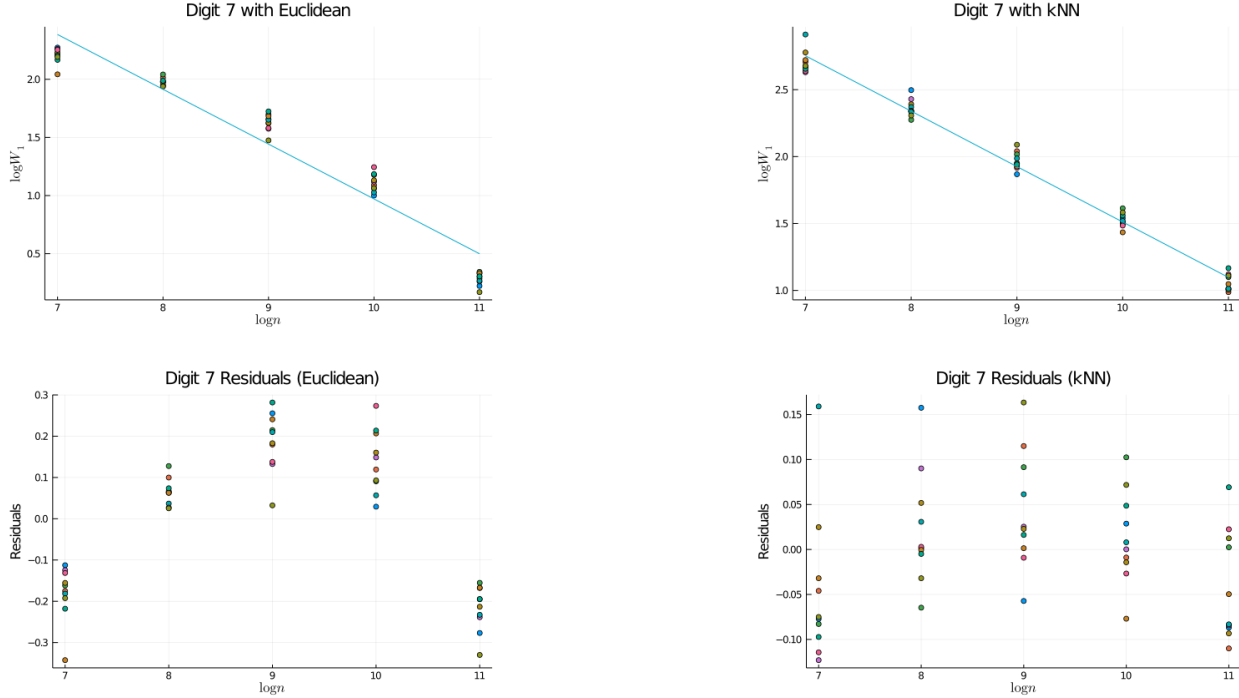 Digit 7 with Euclidean
2.0
1.5
1.0
0.5
logW₁
7 8 9 10 11
logn
Digit 7 with kNN
2.5
2.0
1.5
1.0
logW₁
7 8 9 10 11
logn
Digit 7 Residuals (Euclidean)
0.3
0.2
0.1
0.0
−0.1
−0.2
−0.3
Residuals
7 8 9 10 11
logn
Digit 7 Residuals (kNN)
0.15
0.10
0.05
0.00
−0.05
−0.10
Residuals
7 8 9 10 11
logn